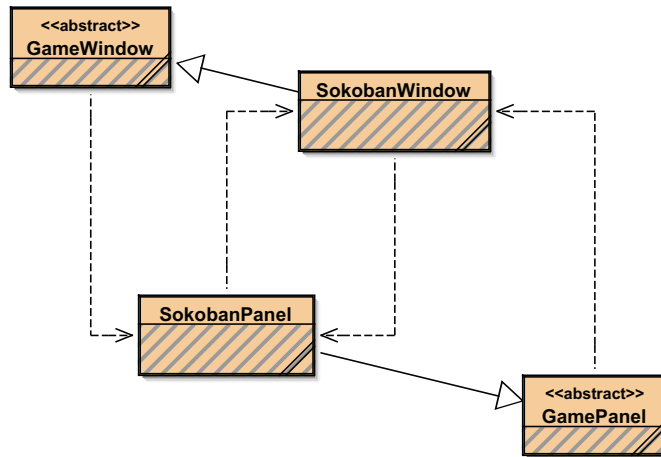 <<abstract>>
GameWindow
SokobanWindow
SokobanPanel
<<abstract>>
GamePanel